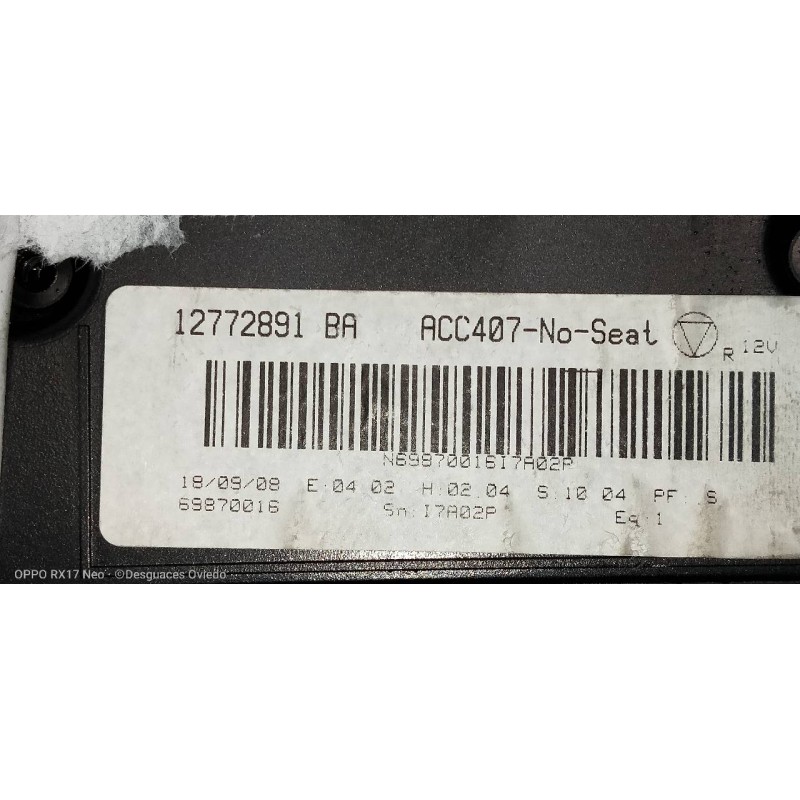 12772891 BA ACC407-No-Seat R 12V
N69870016I7A02P
18/09/08 E:04.02 H:02.04 S:10.04 PF: S
69870016 Sn:I7A02P Eq:1
OPPO RX17 Neo · ©Desguaces Oviedo